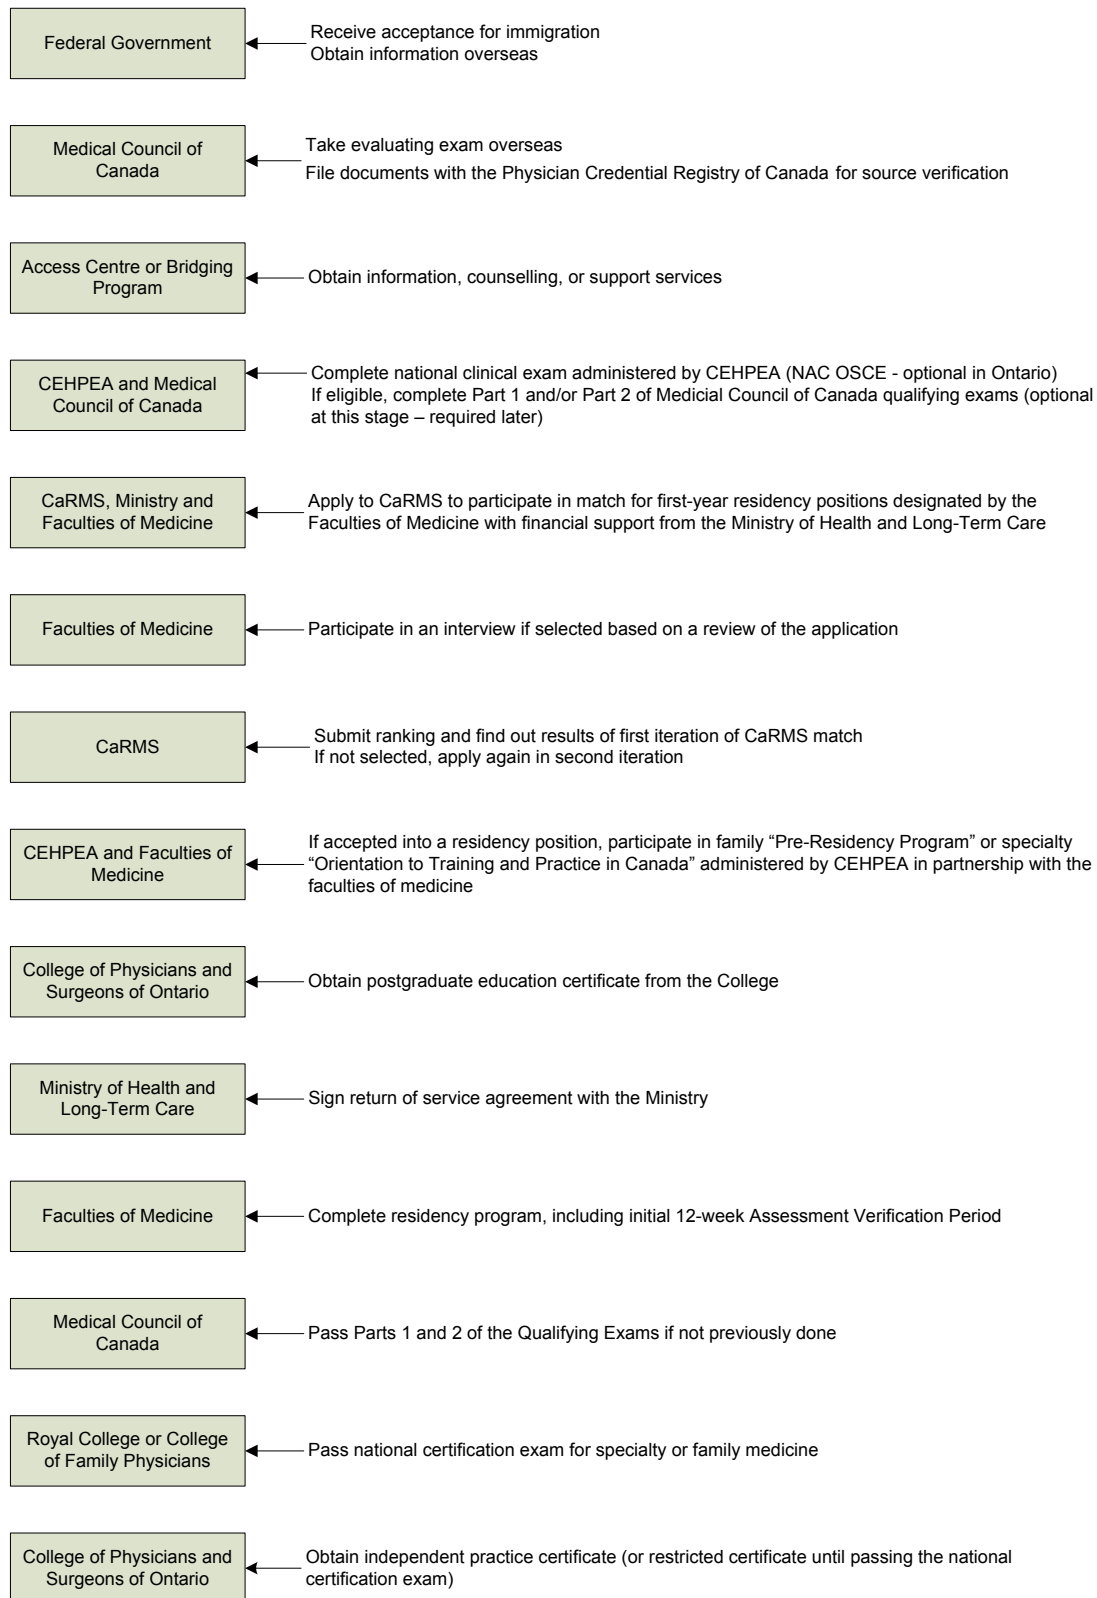 Federal Government
Receive acceptance for immigration
Obtain information overseas
Medical Council of
Canada
Take evaluating exam overseas
File documents with the Physician Credential Registry of Canada for source verification
Access Centre or Bridging
Program
Obtain information, counselling, or support services
CEHPEA and Medical
Council of Canada
Complete national clinical exam administered by CEHPEA (NAC OSCE - optional in Ontario)
If eligible, complete Part 1 and/or Part 2 of Medicial Council of Canada qualifying exams (optional
at this stage – required later)
CaRMS, Ministry and
Faculties of Medicine
Apply to CaRMS to participate in match for first-year residency positions designated by the
Faculties of Medicine with financial support from the Ministry of Health and Long-Term Care
Faculties of Medicine
Participate in an interview if selected based on a review of the application
CaRMS
Submit ranking and find out results of first iteration of CaRMS match
If not selected, apply again in second iteration
CEHPEA and Faculties of
Medicine
If accepted into a residency position, participate in family “Pre-Residency Program” or specialty
“Orientation to Training and Practice in Canada” administered by CEHPEA in partnership with the
faculties of medicine
College of Physicians and
Surgeons of Ontario
Obtain postgraduate education certificate from the College
Ministry of Health and
Long-Term Care
Sign return of service agreement with the Ministry
Faculties of Medicine
Complete residency program, including initial 12-week Assessment Verification Period
Medical Council of
Canada
Pass Parts 1 and 2 of the Qualifying Exams if not previously done
Royal College or College
of Family Physicians
Pass national certification exam for specialty or family medicine
College of Physicians and
Surgeons of Ontario
Obtain independent practice certificate (or restricted certificate until passing the national
certification exam)